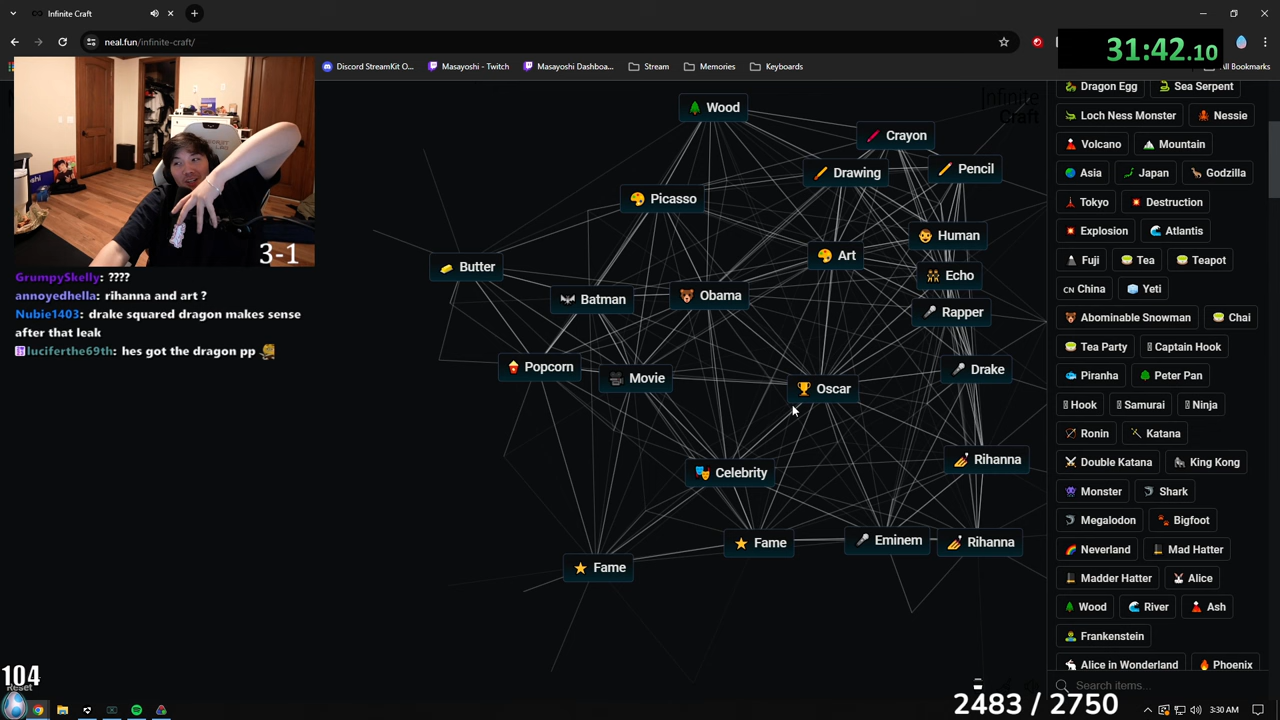 Infinite Craft
31:42.10
neal.fun/infinite-craft/
Discord StreamKit O...
Masayoshi - Twitch
Masayoshi Dashboa...
Stream
Memories
Keyboards
All Bookmarks
3-1
GrumpySkelly: ????
annoyedhella: rihanna and art ?
Nubie1403: drake squared dragon makes sense
after that leak
luciferthe69th: hes got the dragon pp
Infinite
Craft
Wood
Crayon
Drawing
Pencil
Picasso
Human
Art
Butter
Echo
Batman
Obama
Rapper
Popcorn
Movie
Oscar
Drake
Celebrity
Rihanna
Fame
Eminem
Rihanna
Fame
Dragon Egg
Sea Serpent
Loch Ness Monster
Nessie
Volcano
Mountain
Asia
Japan
Godzilla
Tokyo
Destruction
Explosion
Atlantis
Fuji
Tea
Teapot
CN China
Yeti
Abominable Snowman
Chai
Tea Party
Captain Hook
Piranha
Peter Pan
Hook
Samurai
Ninja
Ronin
Katana
Double Katana
King Kong
Monster
Shark
Megalodon
Bigfoot
Neverland
Mad Hatter
Madder Hatter
Alice
Wood
River
Ash
Frankenstein
Alice in Wonderland
Phoenix
Search items...
104
Reset
2483 / 2750
3:30 AM